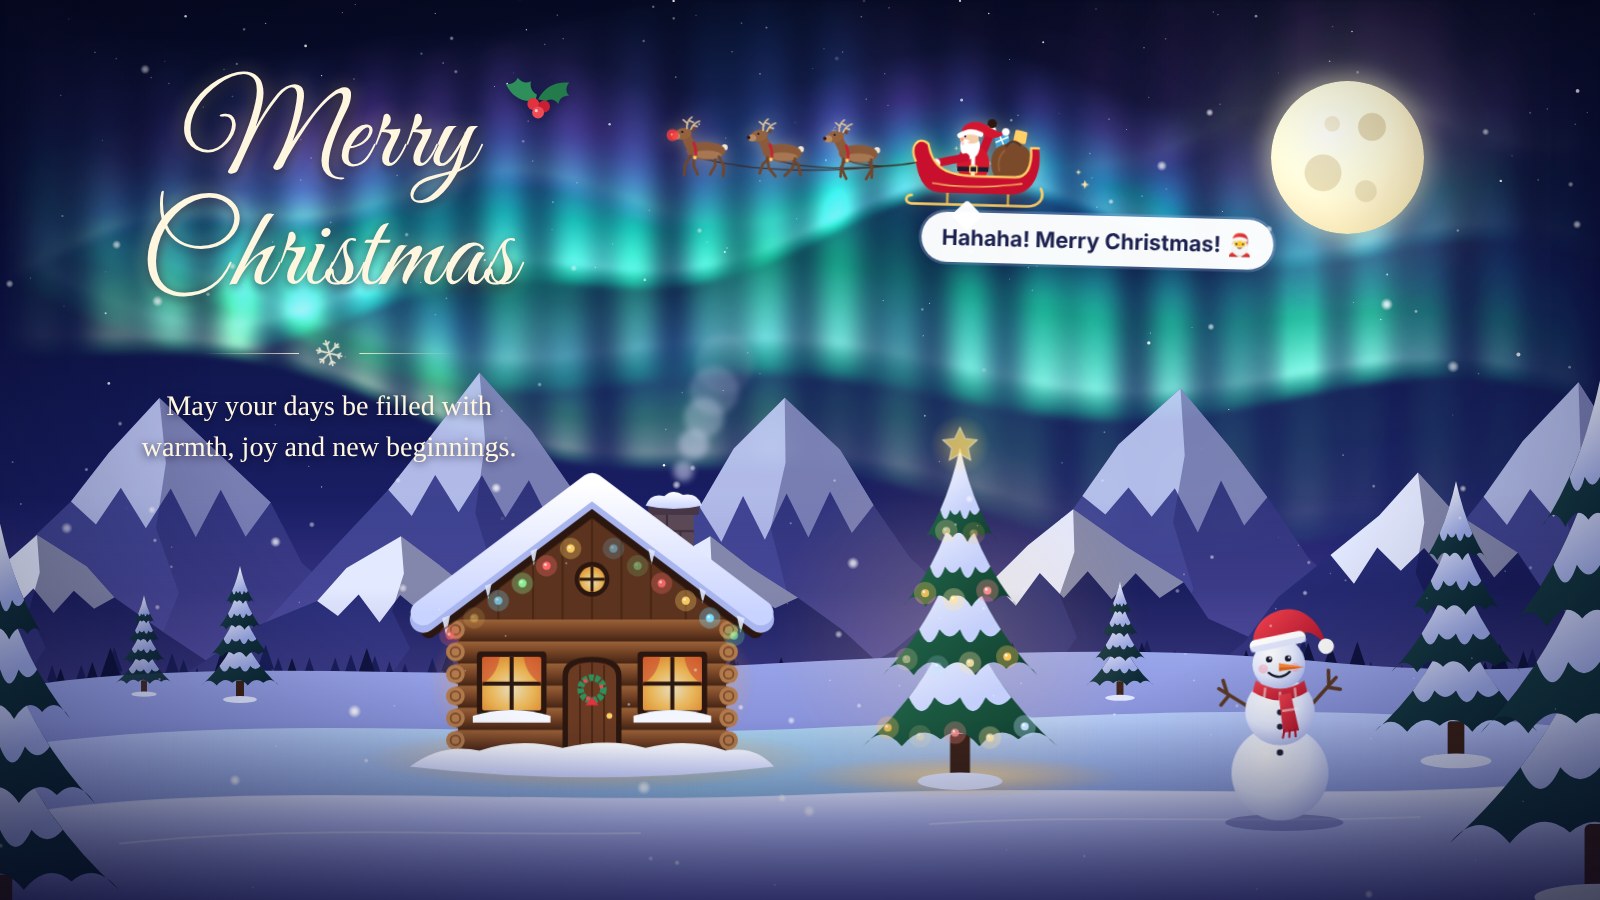 Merry
Christmas
May your days be filled with
warmth, joy and new beginnings.
Hahaha! Merry Christmas! 🎅